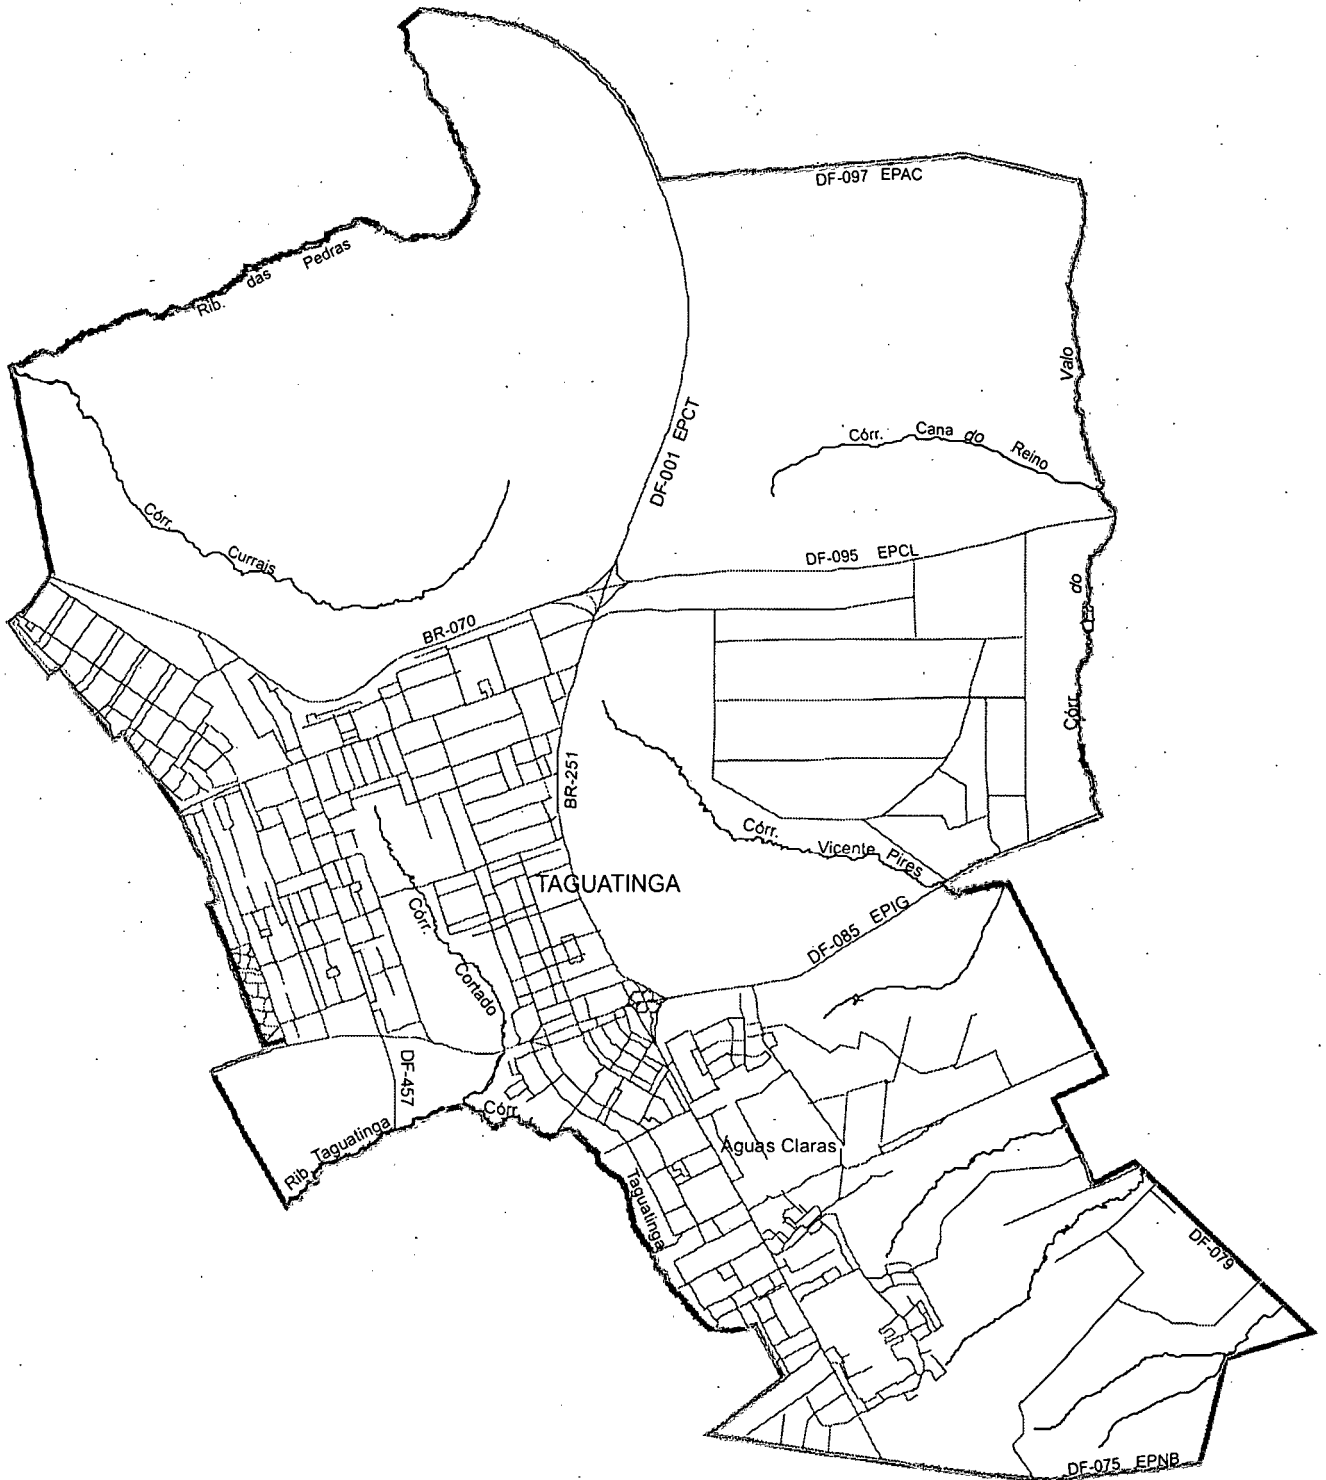 DF-097 EPAC
Rib. das Pedras
Valo
DF-001 EPCT
Córr. Cana do Reino
Córr. Currais
DF-095 EPCL
do
BR-070
Córr.
BR-251
Córr. Vicente Pires
TAGUATINGA
Córr. Cortado
DF-085 EPIG
DF-457
Córr.
Rib. Taguatinga
Águas Claras
Taguatinga
DF-079
DF-075 EPNB